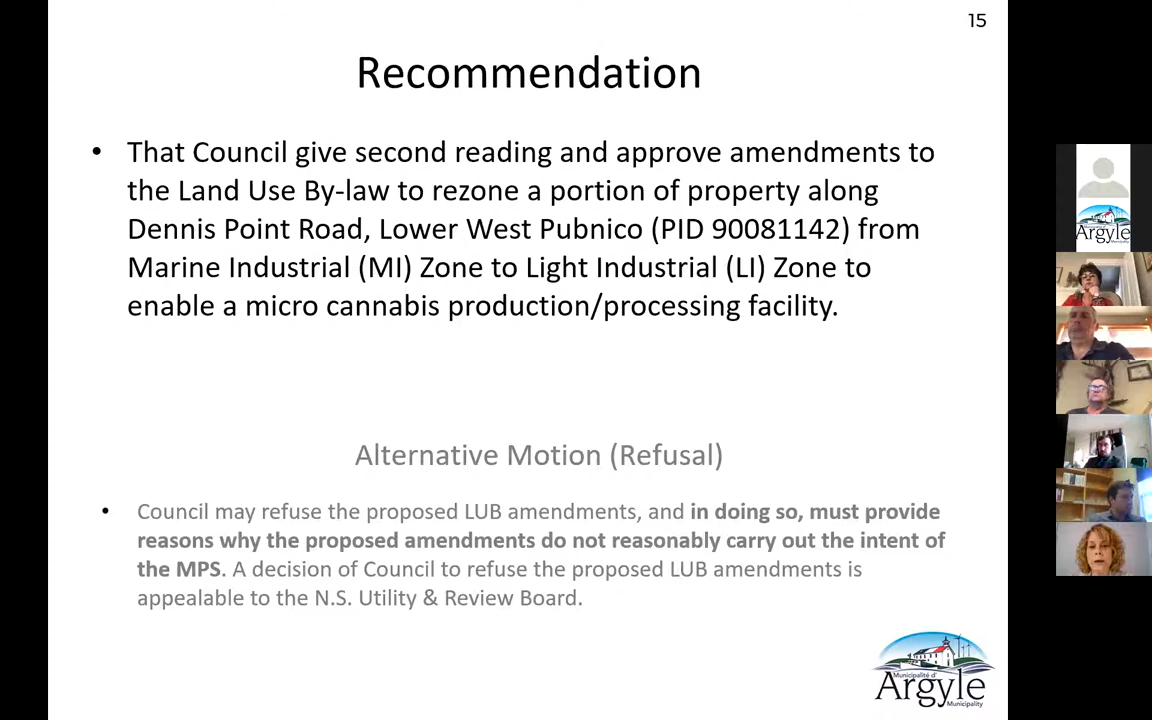 15
Recommendation
• That Council give second reading and approve amendments to
the Land Use By-law to rezone a portion of property along
Dennis Point Road, Lower West Pubnico (PID 90081142) from
Marine Industrial (MI) Zone to Light Industrial (LI) Zone to
enable a micro cannabis production/processing facility.
Alternative Motion (Refusal)
• Council may refuse the proposed LUB amendments, and in doing so, must provide
reasons why the proposed amendments do not reasonably carry out the intent of
the MPS. A decision of Council to refuse the proposed LUB amendments is
appealable to the N.S. Utility & Review Board.
Municipalité d'
Argyle
Municipality
Argyle